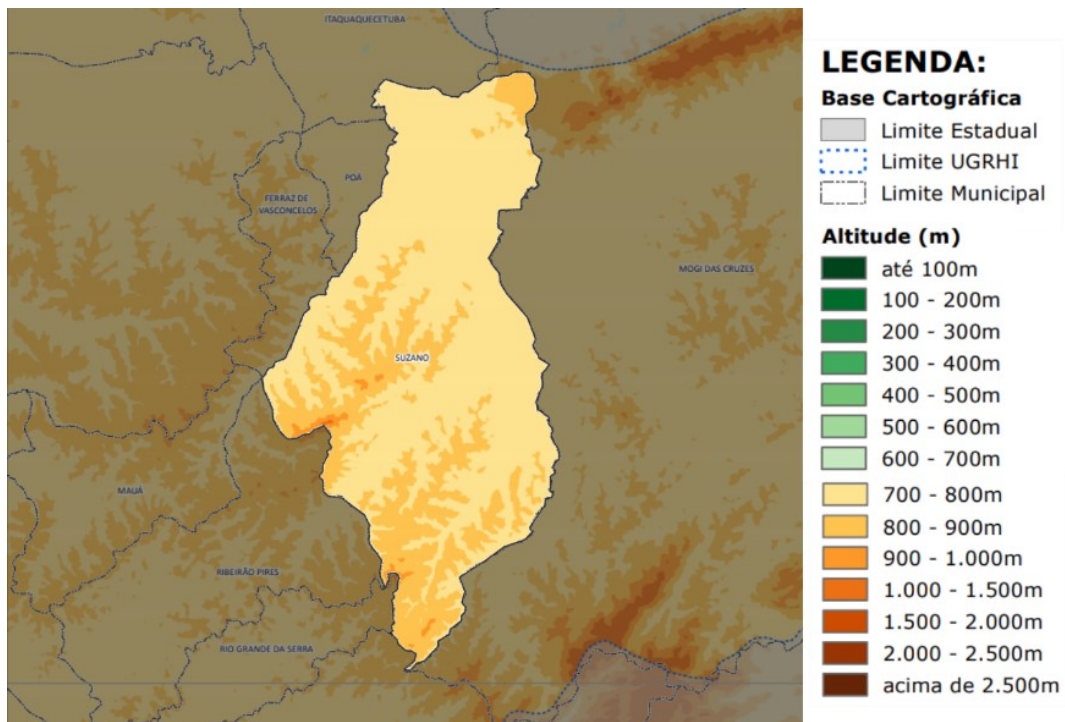 ITAQUAQUECETURA
POÁ
FERRAZ DE
VASCONCELOS
MOGI DAS CRUZES
SUZANO
MAUÁ
RIBEIRÃO PIRES
RIO GRANDE DA SERRA
LEGENDA:
Base Cartográfica
Limite Estadual
Limite UGRHI
Limite Municipal
Altitude (m)
até 100m
100 - 200m
200 - 300m
300 - 400m
400 - 500m
500 - 600m
600 - 700m
700 - 800m
800 - 900m
900 - 1.000m
1.000 - 1.500m
1.500 - 2.000m
2.000 - 2.500m
acima de 2.500m